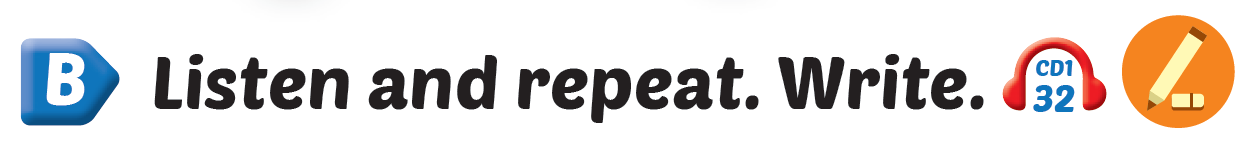 B Listen and repeat. Write. CD1
32